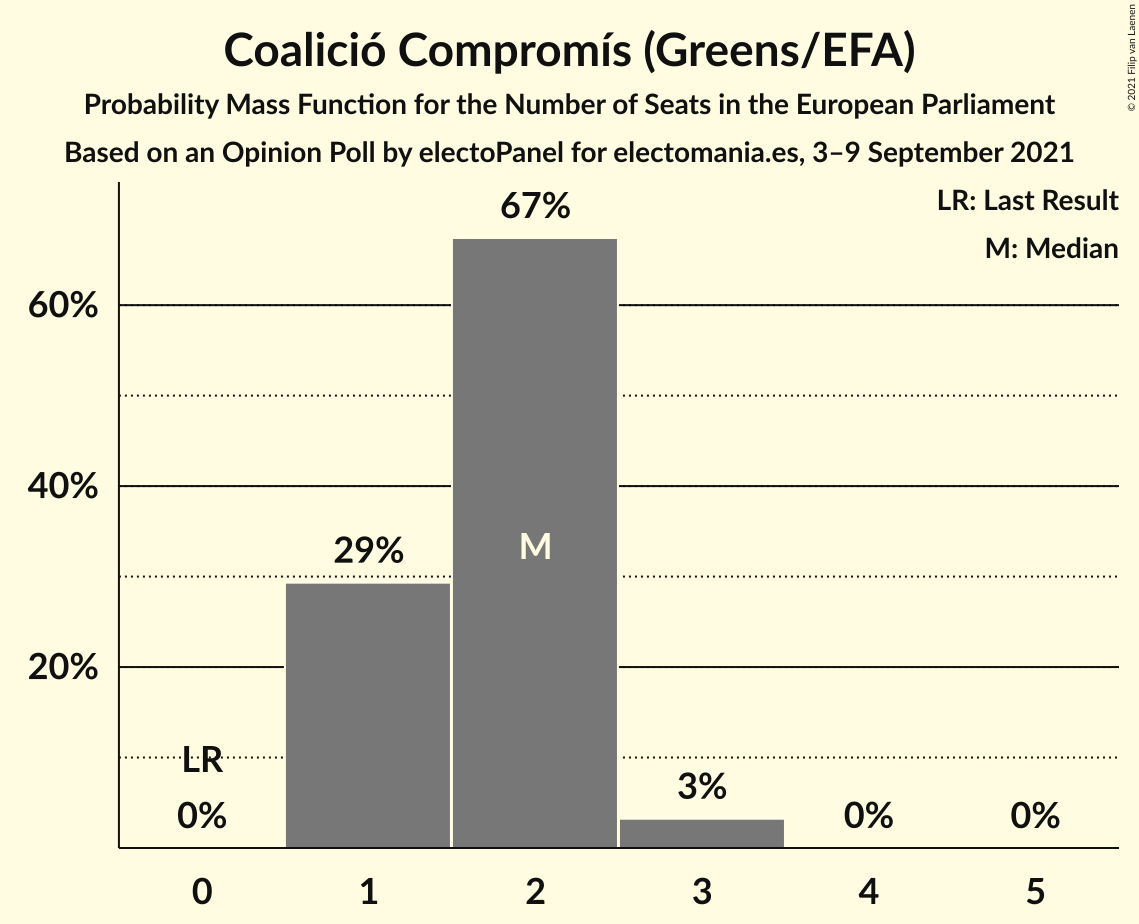 Coalició Compromís (Greens/EFA)
Probability Mass Function for the Number of Seats in the European Parliament
Based on an Opinion Poll by electoPanel for electomania.es, 3–9 September 2021
© 2021 Filip van Laenen
LR: Last Result
M: Median
67%
60%
40%
29%
M
20%
LR
3%
0%
0%
0%
0 1 2 3 4 5